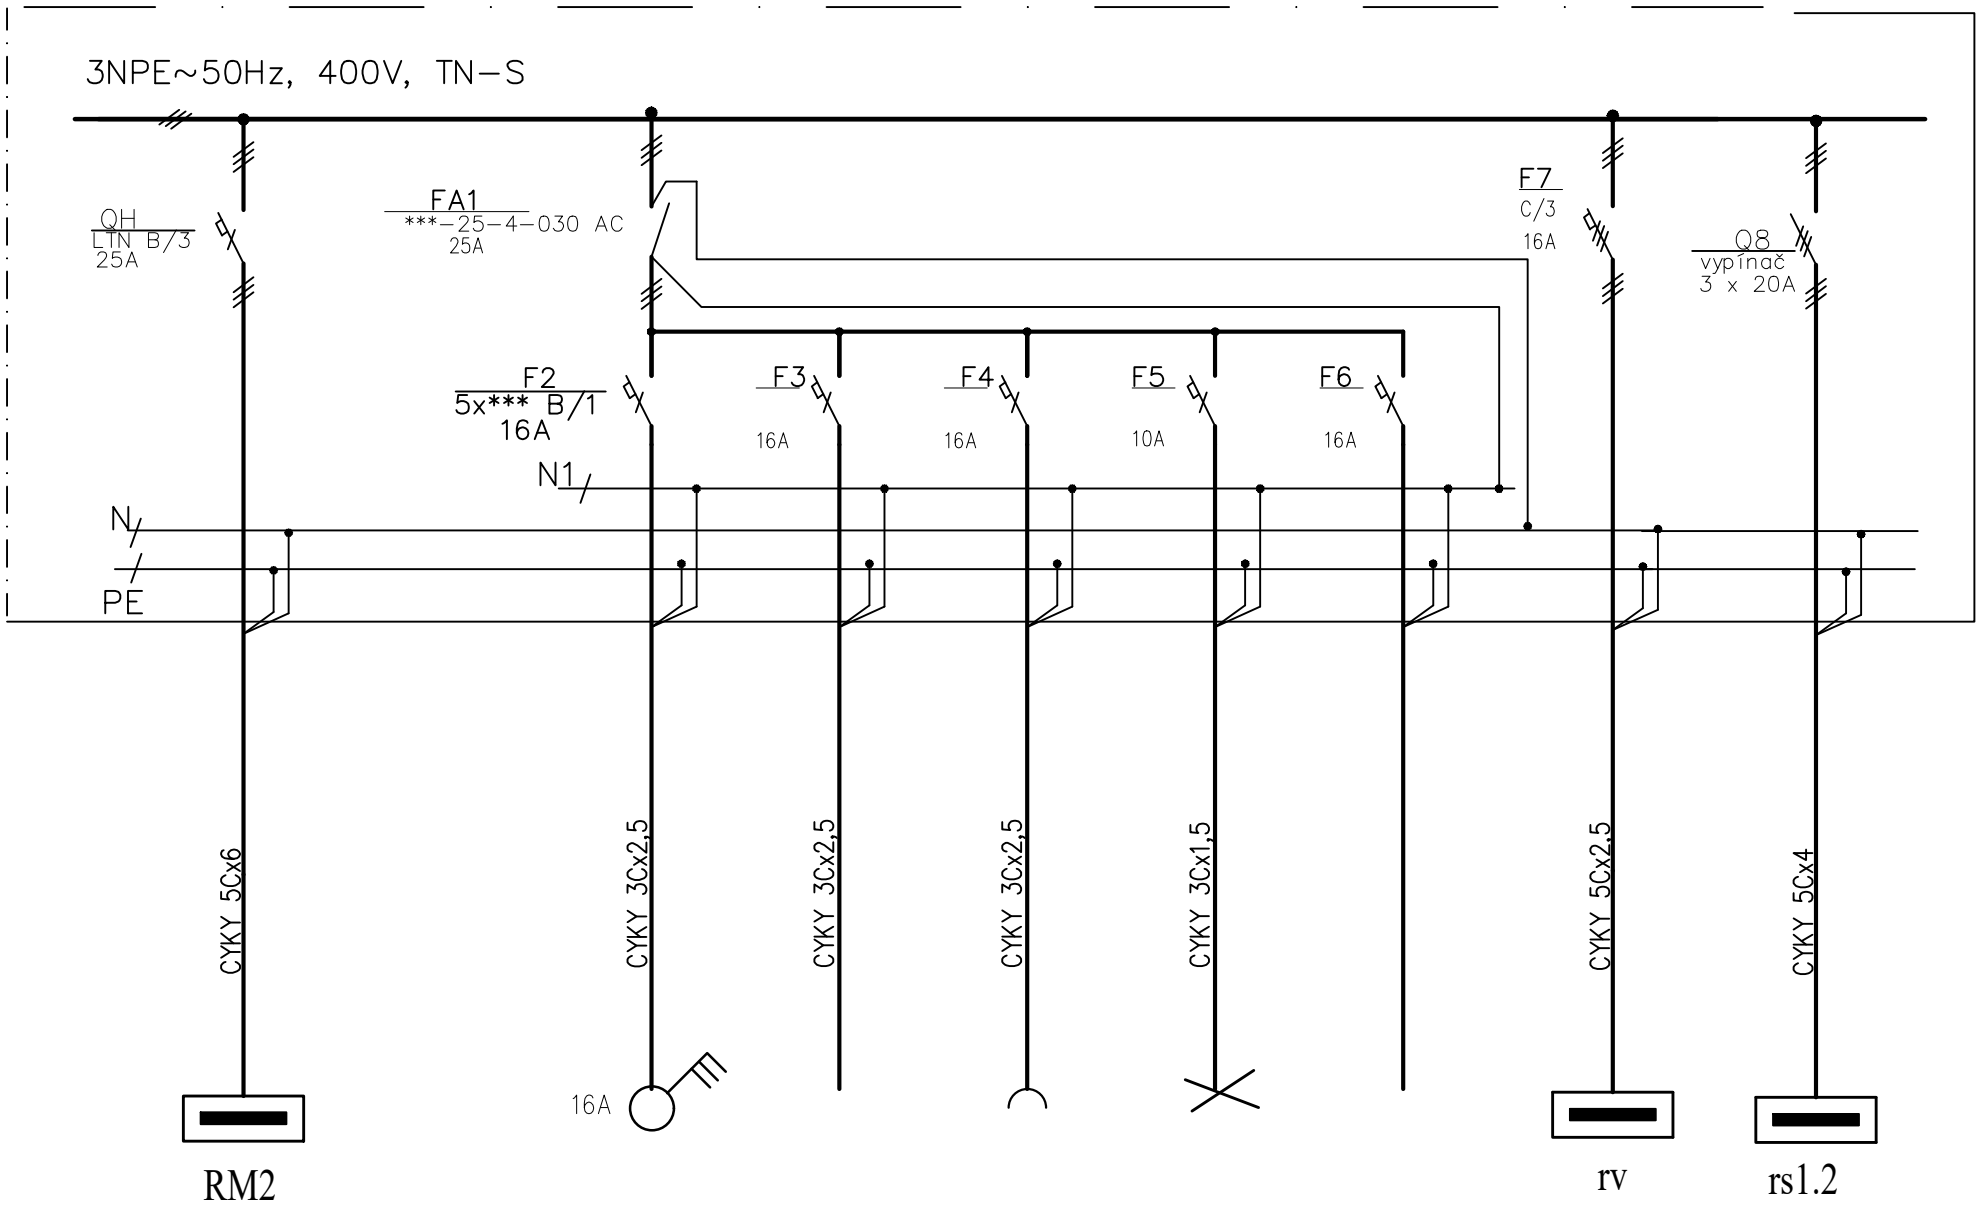 3NPE~50Hz, 400V, TN-S
QH
LTN B/3
25A
FA1
***-25-4-030 AC
25A
F7
C/3
16A
Q8
vypínač
3 x 20A
F2
5x*** B/1
16A
F3
16A
F4
16A
F5
10A
F6
16A
N1
N
PE
CYKY 5Cx6
CYKY 3Cx2,5
CYKY 3Cx2,5
CYKY 3Cx2,5
CYKY 3Cx1,5
CYKY 5Cx2,5
CYKY 5Cx4
16A
RM2
rv
rs1.2